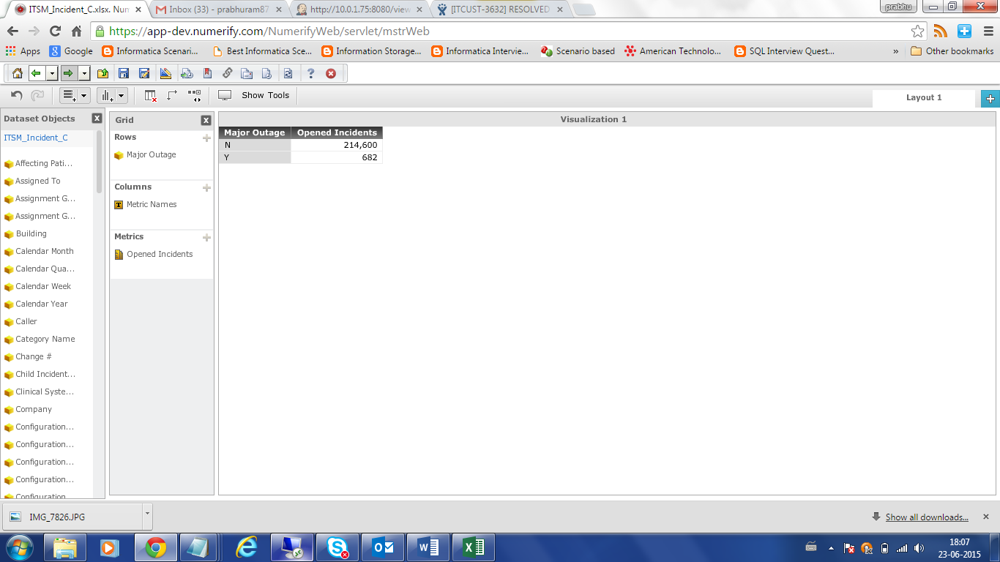 ITSM_Incident_C.xlsx. Num
Inbox (33) - prabhuram87
http://10.0.1.75:8080/view
[ITCUST-3632] RESOLVED
prabhu
https://app-dev.numerify.com/NumerifyWeb/servlet/mstrWeb
Apps
Google
Informatica Scenari...
Best Informatica Sce...
Information Storage...
Informatica Intervie...
Scenario based
American Technolo...
SQL Interview Quest...
»
Other bookmarks
Show Tools
Layout 1
Dataset Objects
ITSM_Incident_C
Affecting Pati...
Assigned To
Assignment G...
Assignment G...
Building
Calendar Month
Calendar Qua...
Calendar Week
Calendar Year
Caller
Category Name
Change #
Child Incident...
Clinical Syste...
Company
Configuration...
Configuration...
Configuration...
Configuration...
Configuration
Grid
Rows
Major Outage
Columns
Metric Names
Metrics
Opened Incidents
Visualization 1
Major Outage Opened Incidents
N 214,600
Y 682
IMG_7826.JPG
Show all downloads...
18:07
23-06-2015